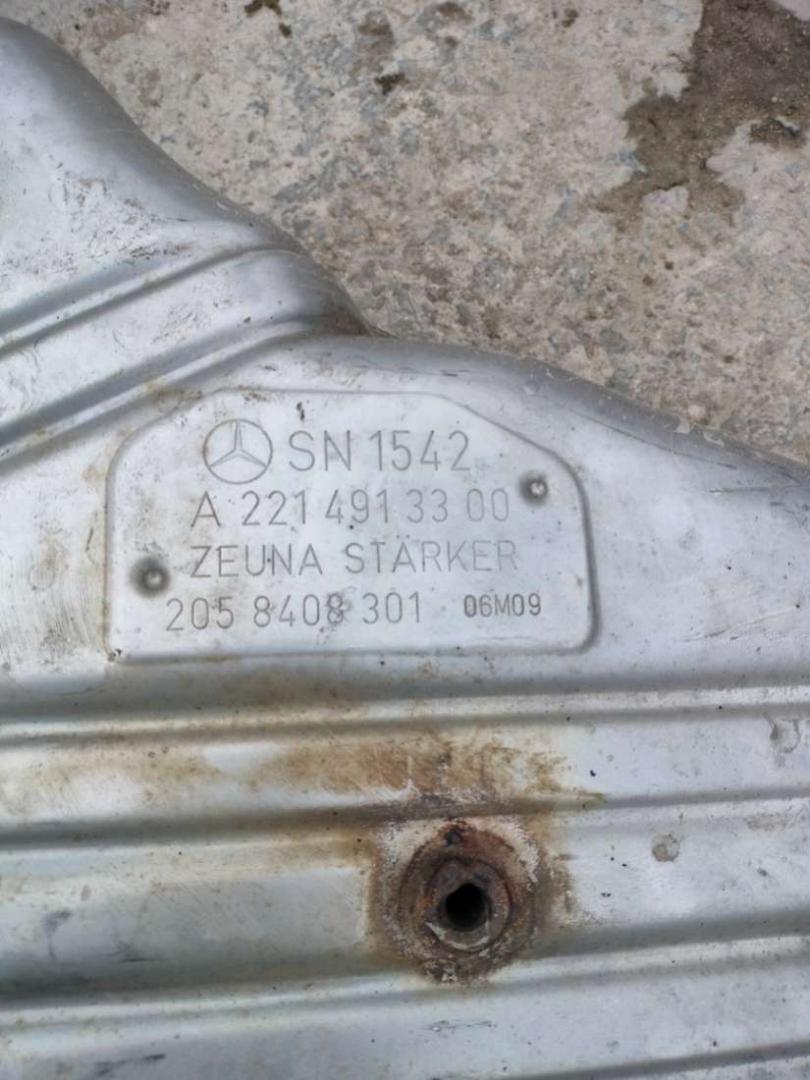 SN 1542
A 221 491 33 00
ZEUNA STÄRKER
205 8408 301 06M09